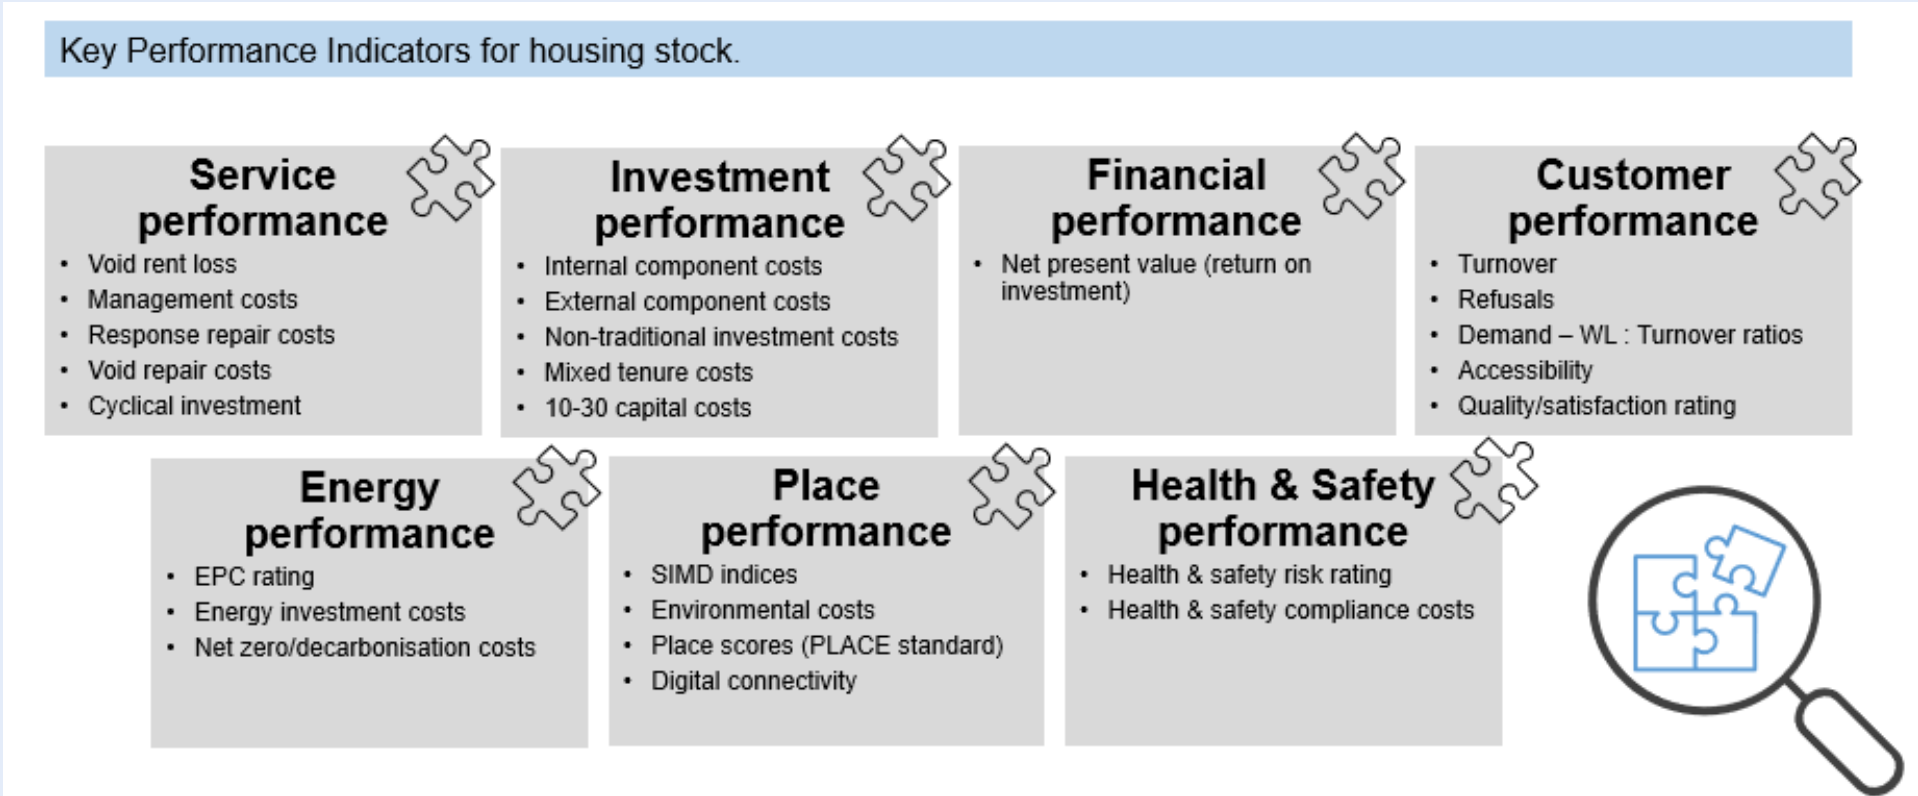 Key Performance Indicators for housing stock.
Service
performance
• Void rent loss
• Management costs
• Response repair costs
• Void repair costs
• Cyclical investment
Investment
performance
• Internal component costs
• External component costs
• Non-traditional investment costs
• Mixed tenure costs
• 10-30 capital costs
Financial
performance
• Net present value (return on
investment)
Customer
performance
• Turnover
• Refusals
• Demand – WL : Turnover ratios
• Accessibility
• Quality/satisfaction rating
Energy
performance
• EPC rating
• Energy investment costs
• Net zero/decarbonisation costs
Place
performance
• SIMD indices
• Environmental costs
• Place scores (PLACE standard)
• Digital connectivity
Health & Safety
performance
• Health & safety risk rating
• Health & safety compliance costs